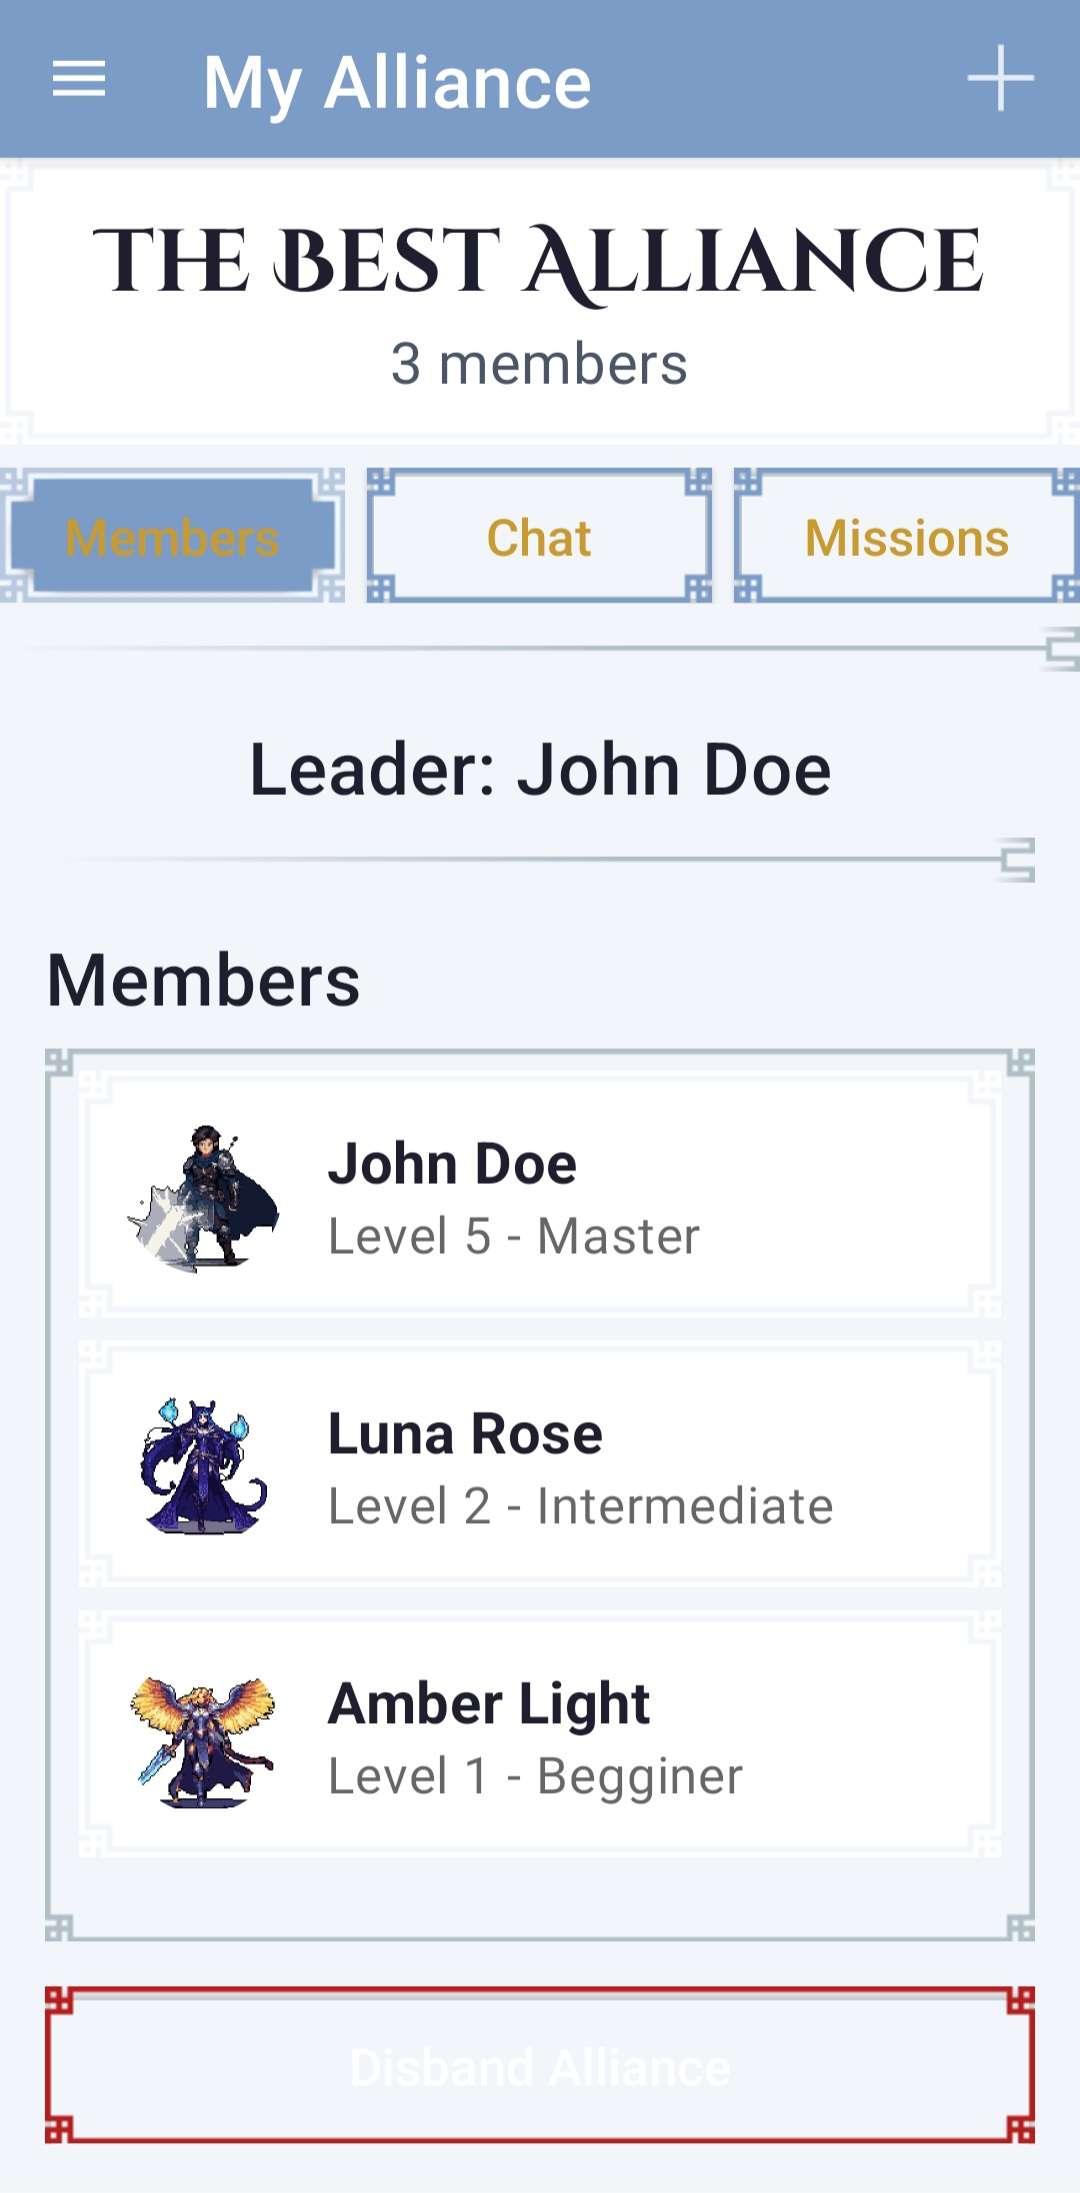 My Alliance
The Best Alliance
3 members
Members
Chat
Missions
Leader: John Doe
Members
John Doe
Level 5 - Master
Luna Rose
Level 2 - Intermediate
Amber Light
Level 1 - Begginer
Disband Alliance